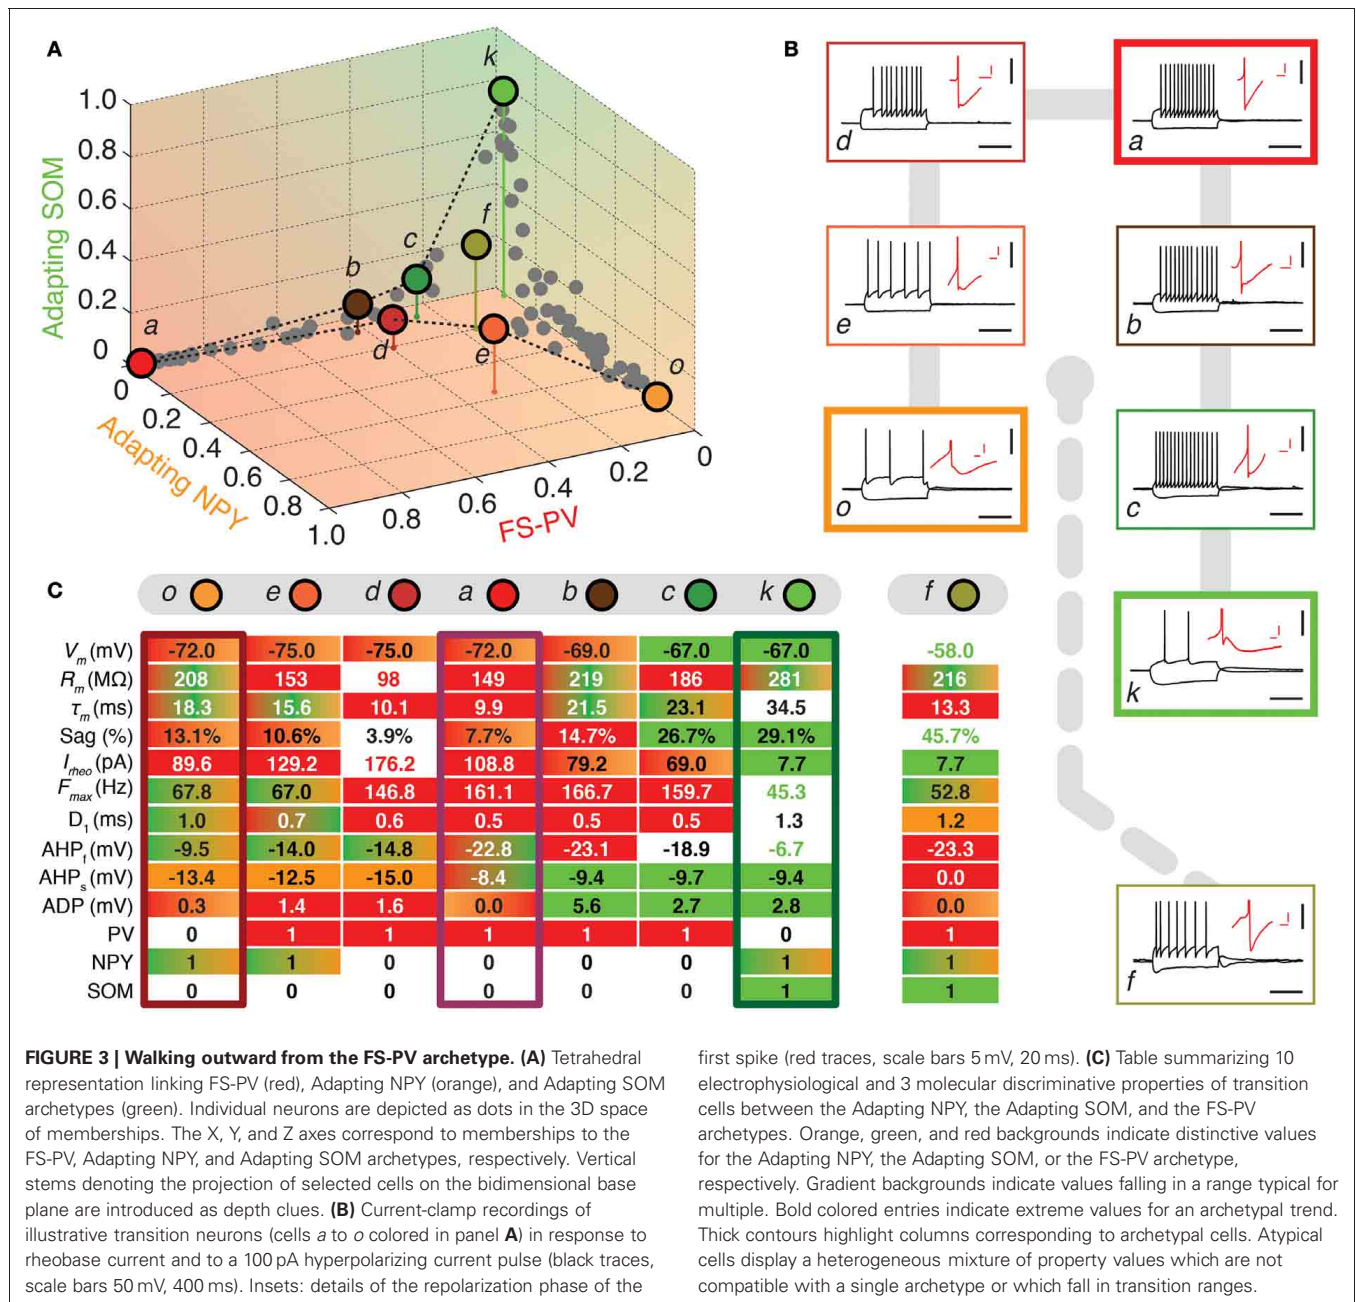 A
k
1.0
0.8
0.6
0.4
0.2
0
Adapting SOM
f
c
b
a
d
e
o
0
0.2
0.4
0.6
0.8
1.0
Adapting NPY
0.8
0.6
0.4
0.2
0
FS-PV
B
d
a
e
b
o
c
k
f
C
o e d a b c k f
Vm (mV) -72.0 -75.0 -75.0 -72.0 -69.0 -67.0 -67.0 -58.0
Rm (MΩ) 208 153 98 149 219 186 281 216
τm (ms) 18.3 15.6 10.1 9.9 21.5 23.1 34.5 13.3
Sag (%) 13.1% 10.6% 3.9% 7.7% 14.7% 26.7% 29.1% 45.7%
Irheo (pA) 89.6 129.2 176.2 108.8 79.2 69.0 7.7 7.7
Fmax (Hz) 67.8 67.0 146.8 161.1 166.7 159.7 45.3 52.8
D1 (ms) 1.0 0.7 0.6 0.5 0.5 0.5 1.3 1.2
AHPf (mV) -9.5 -14.0 -14.8 -22.8 -23.1 -18.9 -6.7 -23.3
AHPs (mV) -13.4 -12.5 -15.0 -8.4 -9.4 -9.7 -9.4 0.0
ADP (mV) 0.3 1.4 1.6 0.0 5.6 2.7 2.8 0.0
PV 0 1 1 1 1 1 0 1
NPY 1 1 0 0 0 0 1 1
SOM 0 0 0 0 0 0 1 1
FIGURE 3 | Walking outward from the FS-PV archetype. (A) Tetrahedral
representation linking FS-PV (red), Adapting NPY (orange), and Adapting SOM
archetypes (green). Individual neurons are depicted as dots in the 3D space
of memberships. The X, Y, and Z axes correspond to memberships to the
FS-PV, Adapting NPY, and Adapting SOM archetypes, respectively. Vertical
stems denoting the projection of selected cells on the bidimensional base
plane are introduced as depth clues. (B) Current-clamp recordings of
illustrative transition neurons (cells a to o colored in panel A) in response to
rheobase current and to a 100 pA hyperpolarizing current pulse (black traces,
scale bars 50 mV, 400 ms). Insets: details of the repolarization phase of the
first spike (red traces, scale bars 5 mV, 20 ms). (C) Table summarizing 10
electrophysiological and 3 molecular discriminative properties of transition
cells between the Adapting NPY, the Adapting SOM, and the FS-PV
archetypes. Orange, green, and red backgrounds indicate distinctive values
for the Adapting NPY, the Adapting SOM, or the FS-PV archetype,
respectively. Gradient backgrounds indicate values falling in a range typical for
multiple. Bold colored entries indicate extreme values for an archetypal trend.
Thick contours highlight columns corresponding to archetypal cells. Atypical
cells display a heterogeneous mixture of property values which are not
compatible with a single archetype or which fall in transition ranges.